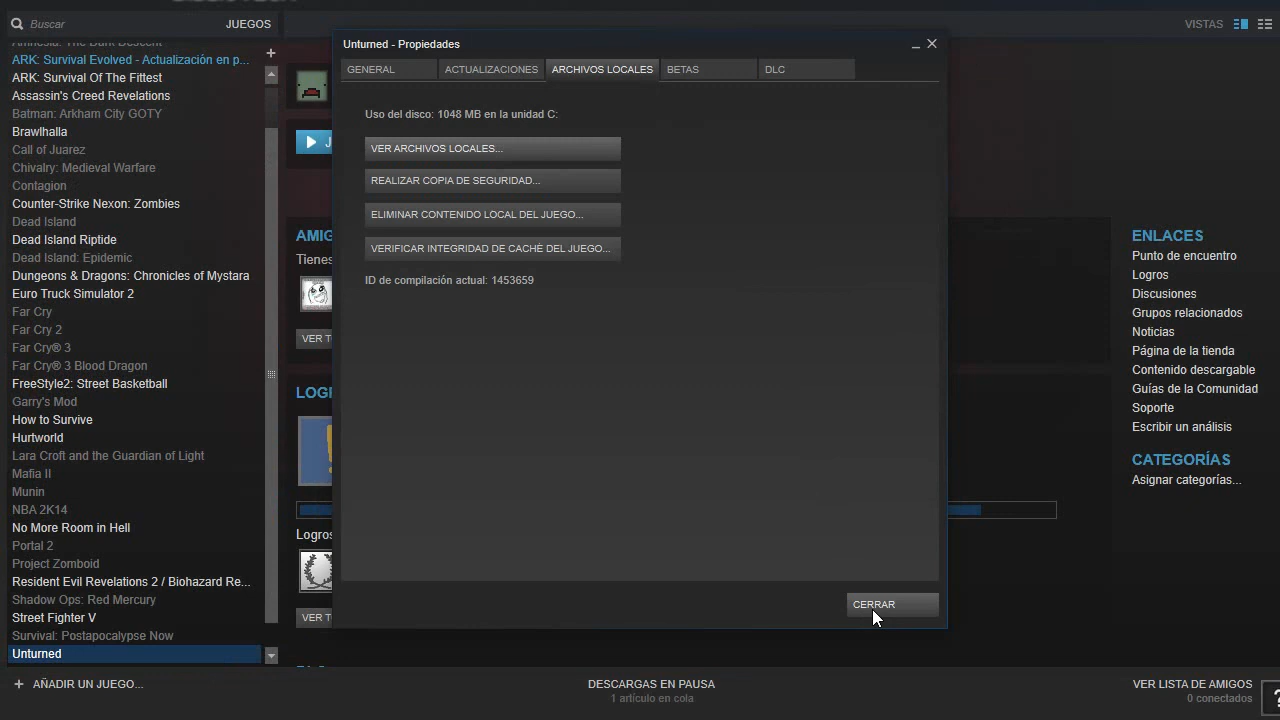 Buscar
JUEGOS
VISTAS
Amnesia: The Dark Descent
ARK: Survival Evolved - Actualización en p...
ARK: Survival Of The Fittest
Assassin's Creed Revelations
Batman: Arkham City GOTY
Brawlhalla
Call of Juarez
Chivalry: Medieval Warfare
Contagion
Counter-Strike Nexon: Zombies
Dead Island
Dead Island Riptide
Dead Island: Epidemic
Dungeons & Dragons: Chronicles of Mystara
Euro Truck Simulator 2
Far Cry
Far Cry 2
Far Cry® 3
Far Cry® 3 Blood Dragon
FreeStyle2: Street Basketball
Garry's Mod
How to Survive
Hurtworld
Lara Croft and the Guardian of Light
Mafia II
Munin
NBA 2K14
No More Room in Hell
Portal 2
Project Zomboid
Resident Evil Revelations 2 / Biohazard Re...
Shadow Ops: Red Mercury
Street Fighter V
Survival: Postapocalypse Now
Unturned
+ AÑADIR UN JUEGO...
J
AMIG
Tienes
VER T
LOGR
Logros
VER T
Unturned - Propiedades
GENERAL
ACTUALIZACIONES
ARCHIVOS LOCALES
BETAS
DLC
Uso del disco: 1048 MB en la unidad C:
VER ARCHIVOS LOCALES...
REALIZAR COPIA DE SEGURIDAD...
ELIMINAR CONTENIDO LOCAL DEL JUEGO...
VERIFICAR INTEGRIDAD DE CACHÉ DEL JUEGO...
ID de compilación actual: 1453659
CERRAR
ENLACES
Punto de encuentro
Logros
Discusiones
Grupos relacionados
Noticias
Página de la tienda
Contenido descargable
Guías de la Comunidad
Soporte
Escribir un análisis
CATEGORÍAS
Asignar categorías...
DESCARGAS EN PAUSA
1 artículo en cola
VER LISTA DE AMIGOS
0 conectados
?